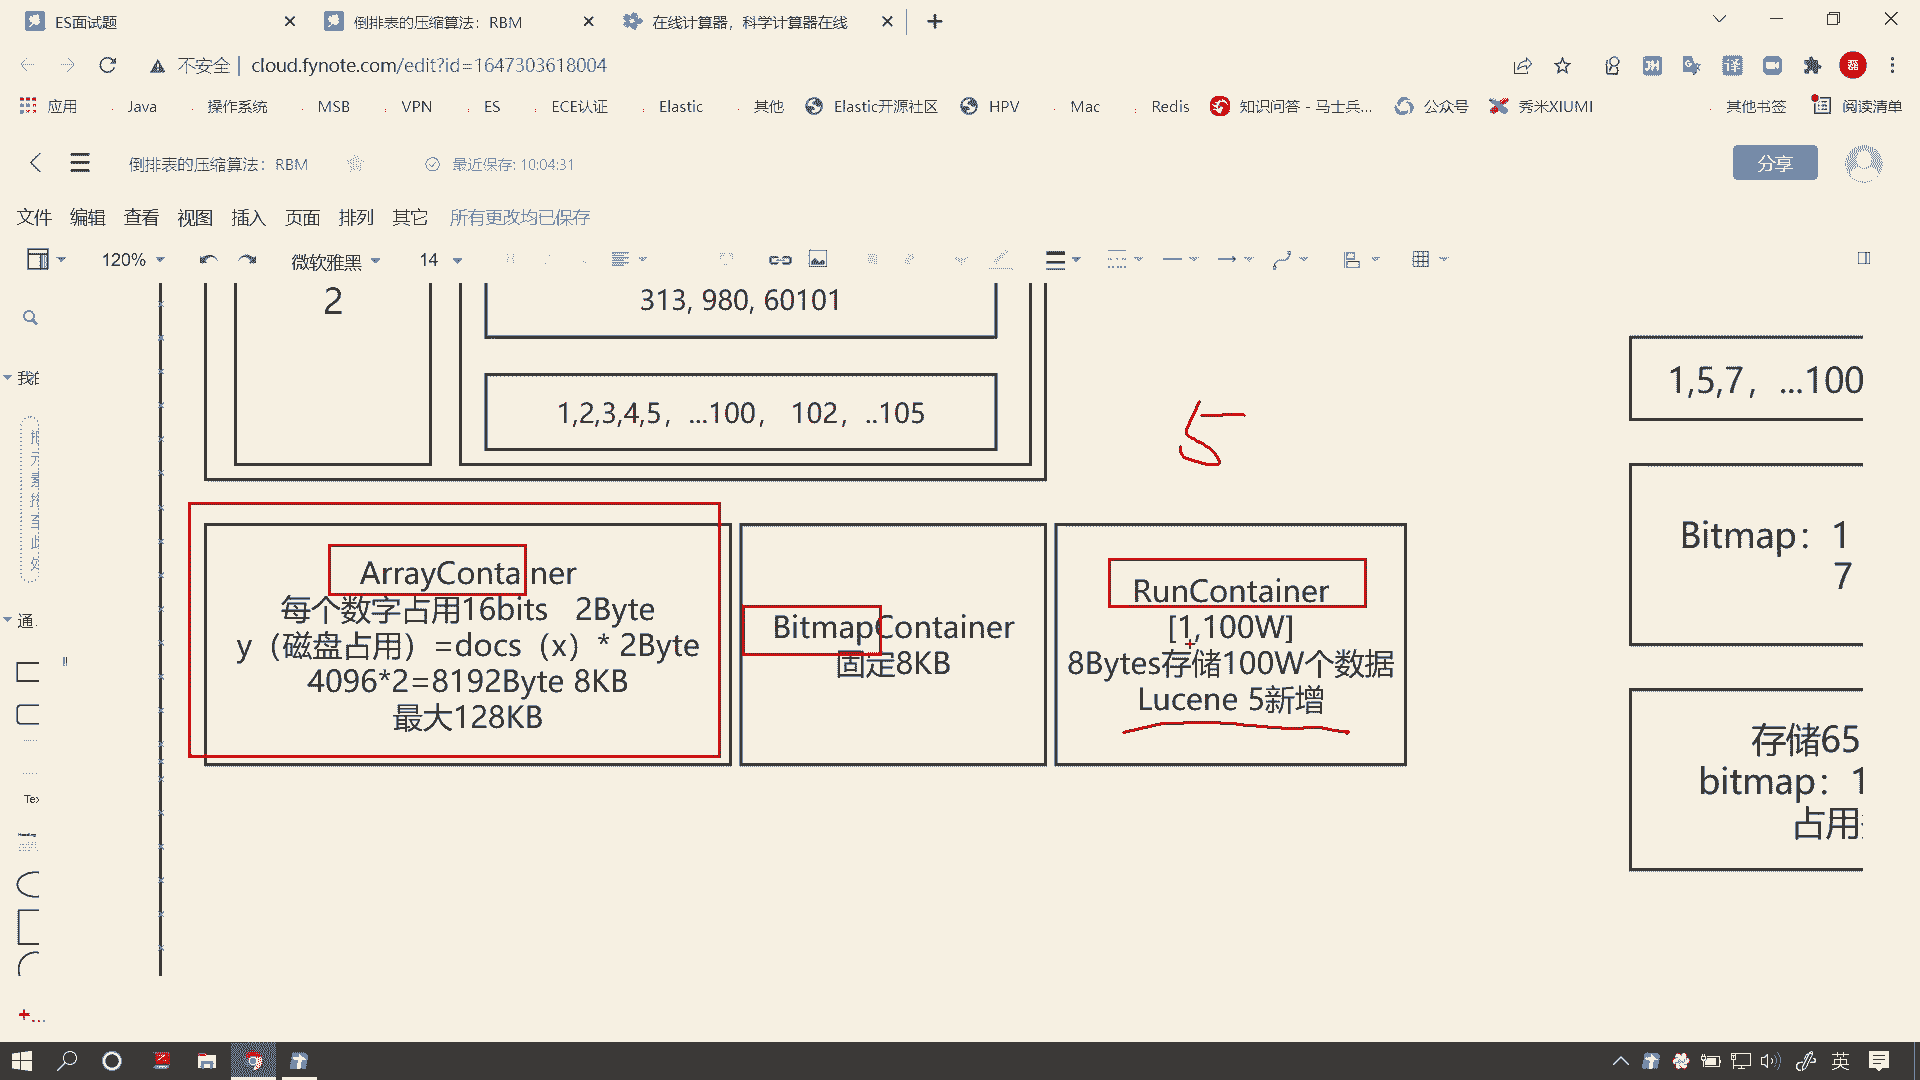 ES面试题
倒排表的压缩算法：RBM
在线计算器，科学计算器在线
不安全 | cloud.fynote.com/edit?id=1647303618004
应用 Java 操作系统 MSB VPN ES ECE认证 Elastic 其他 Elastic开源社区 HPV Mac Redis 知识问答 - 马士兵... 公众号 秀米XIUMI 其他书签 阅读清单
倒排表的压缩算法：RBM 最近保存: 10:04:31 分享
文件 编辑 查看 视图 插入 页面 排列 其它 所有更改均已保存
120% 微软雅黑 14
2
313, 980, 60101
1,2,3,4,5，...100， 102，..105
5
ArrayContainer
每个数字占用16bits 2Byte
y（磁盘占用）=docs（x）* 2Byte
4096*2=8192Byte 8KB
最大128KB
BitmapContainer
固定8KB
RunContainer
[1,100W]
8Bytes存储100W个数据
Lucene 5新增
1,5,7，...100
Bitmap：1
7
存储65
bitmap：1
占用
通
Tex
英